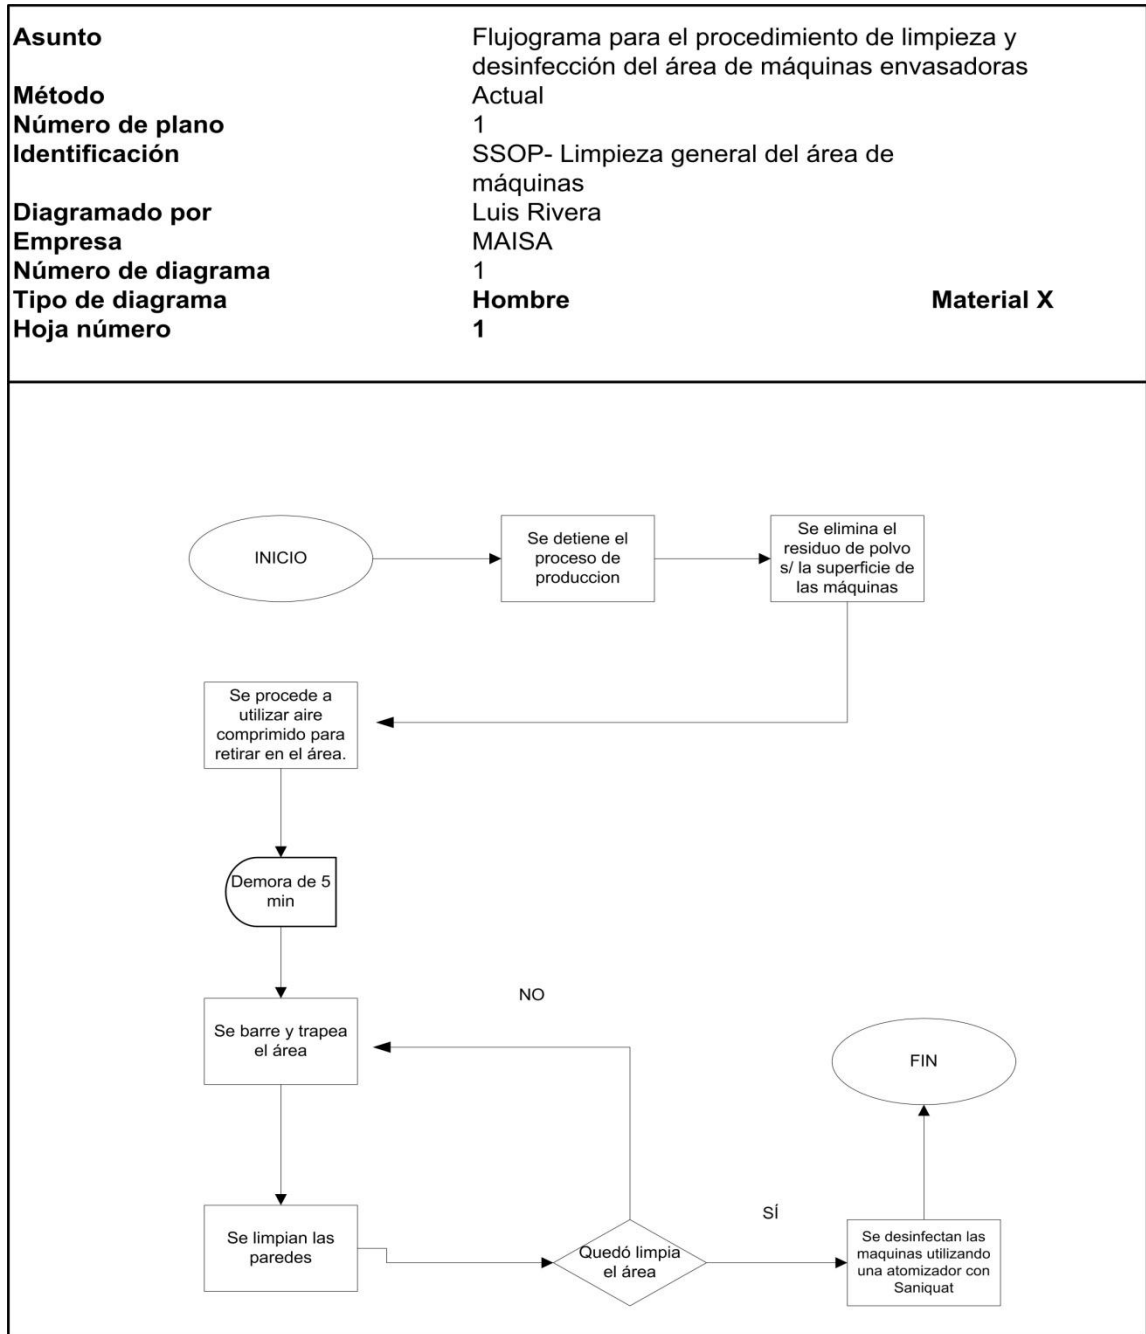 Asunto Flujograma para el procedimiento de limpieza y
desinfección del área de máquinas envasadoras
Método Actual
Número de plano 1
Identificación SSOP- Limpieza general del área de
máquinas
Diagramado por Luis Rivera
Empresa MAISA
Número de diagrama 1
Tipo de diagrama Hombre Material X
Hoja número 1
INICIO
Se detiene el
proceso de
produccion
Se elimina el
residuo de polvo
s/ la superficie de
las máquinas
Se procede a
utilizar aire
comprimido para
retirar en el área.
Demora de 5
min
Se barre y trapea
el área
NO
Se limpian las
paredes
Quedó limpia
el área
SÍ
Se desinfectan las
maquinas utilizando
una atomizador con
Saniquat
FIN